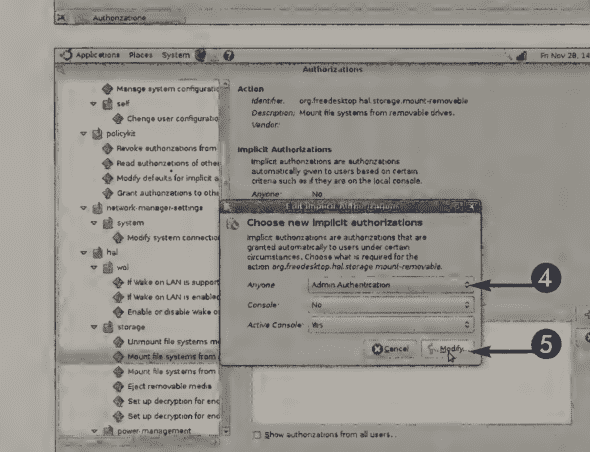 Authorizations
Applications Places System
Fri Nov 28, 14
Authorizations
Manage system configuratio
self
Change user configuratio
policykit
Revoke authorizations from
Read authorizations of other
Modify defaults for implicit a
Grant authorizations to othe
network-manager-settings
system
Modify system connection
hal
wol
If Wake on LAN is support
If Wake on LAN is enabled
Enable or disable Wake o
storage
Unmount file systems m
Mount file systems from
Mount file systems from
Eject removable media
Set up decryption for enc
Set up decryption for enc
power-management
Action
Identifier: org.freedesktop.hal.storage.mount-removable
Description: Mount file systems from removable drives.
Vendor:
Implicit Authorizations
Implicit authorizations are authorizations
automatically given to users based on certain
criteria such as if they are on the local console.
Anyone: No
Edit Implicit Authorizations
Choose new implicit authorizations
Implicit authorizations are authorizations that are
granted automatically to users under certain
circumstances. Choose what is required for the
action org.freedesktop.hal.storage.mount-removable.
Anyone: Admin Authentication
4
Console: No
Active Console: Yes
Cancel Modify...
5
Show authorizations from all users...